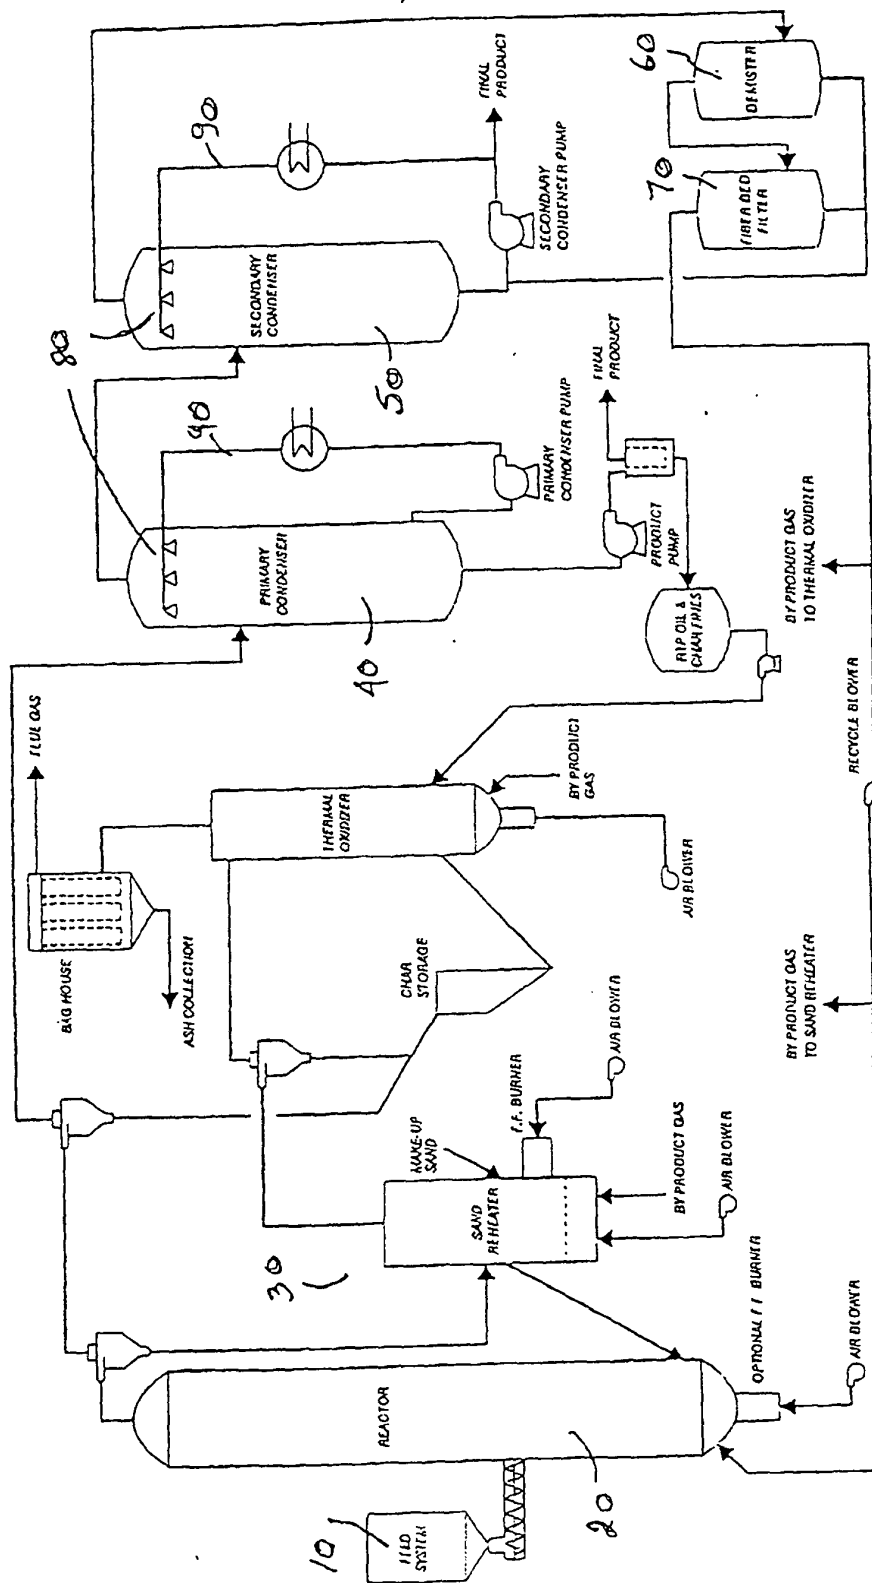 10
FEED
SYSTEM
20
REACTOR
OPTIONAL F.F. BURNER
AIR BLOWER
30
SAND
REHEATER
MAKE-UP
SAND
F.F. BURNER
AIR BLOWER
BY PRODUCT GAS
AIR BLOWER
BAG HOUSE
FLUE GAS
ASH COLLECTION
CHAR
STORAGE
THERMAL
OXIDIZER
BY PRODUCT
GAS
AIR BLOWER
40
PRIMARY
CONDENSER
80
90
PRIMARY CONDENSER PUMP
PRODUCT
PUMP
FINAL
PRODUCT
RTP OIL &
CHAR FINES
50
SECONDARY
CONDENSER
90
SECONDARY
CONDENSER PUMP
FINAL
PRODUCT
60
DEMISTER
70
FIBER BED
FILTER
BY PRODUCT GAS
TO THERMAL OXIDIZER
RECYCLE BLOWER
BY PRODUCT GAS
TO SAND REHEATER